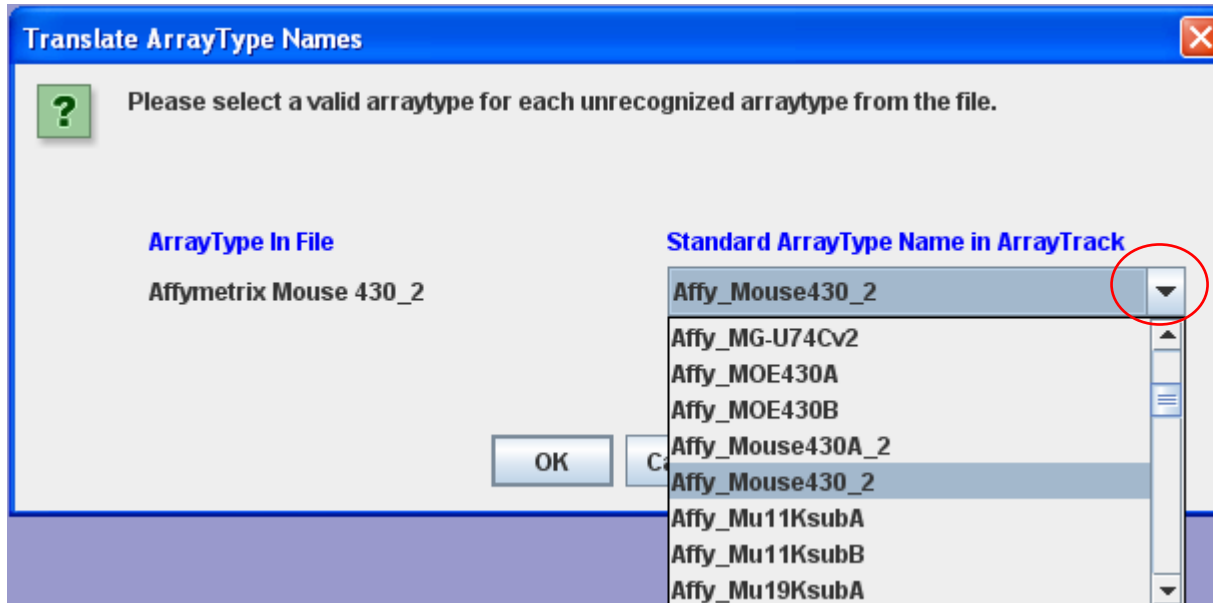 Translate ArrayType Names
?
Please select a valid arraytype for each unrecognized arraytype from the file.
ArrayType In File
Standard ArrayType Name in ArrayTrack
Affymetrix Mouse 430_2
Affy_Mouse430_2
Affy_MG-U74Cv2
Affy_MOE430A
Affy_MOE430B
Affy_Mouse430A_2
OK
Affy_Mouse430_2
Affy_Mu11KsubA
Affy_Mu11KsubB
Affy_Mu19KsubA